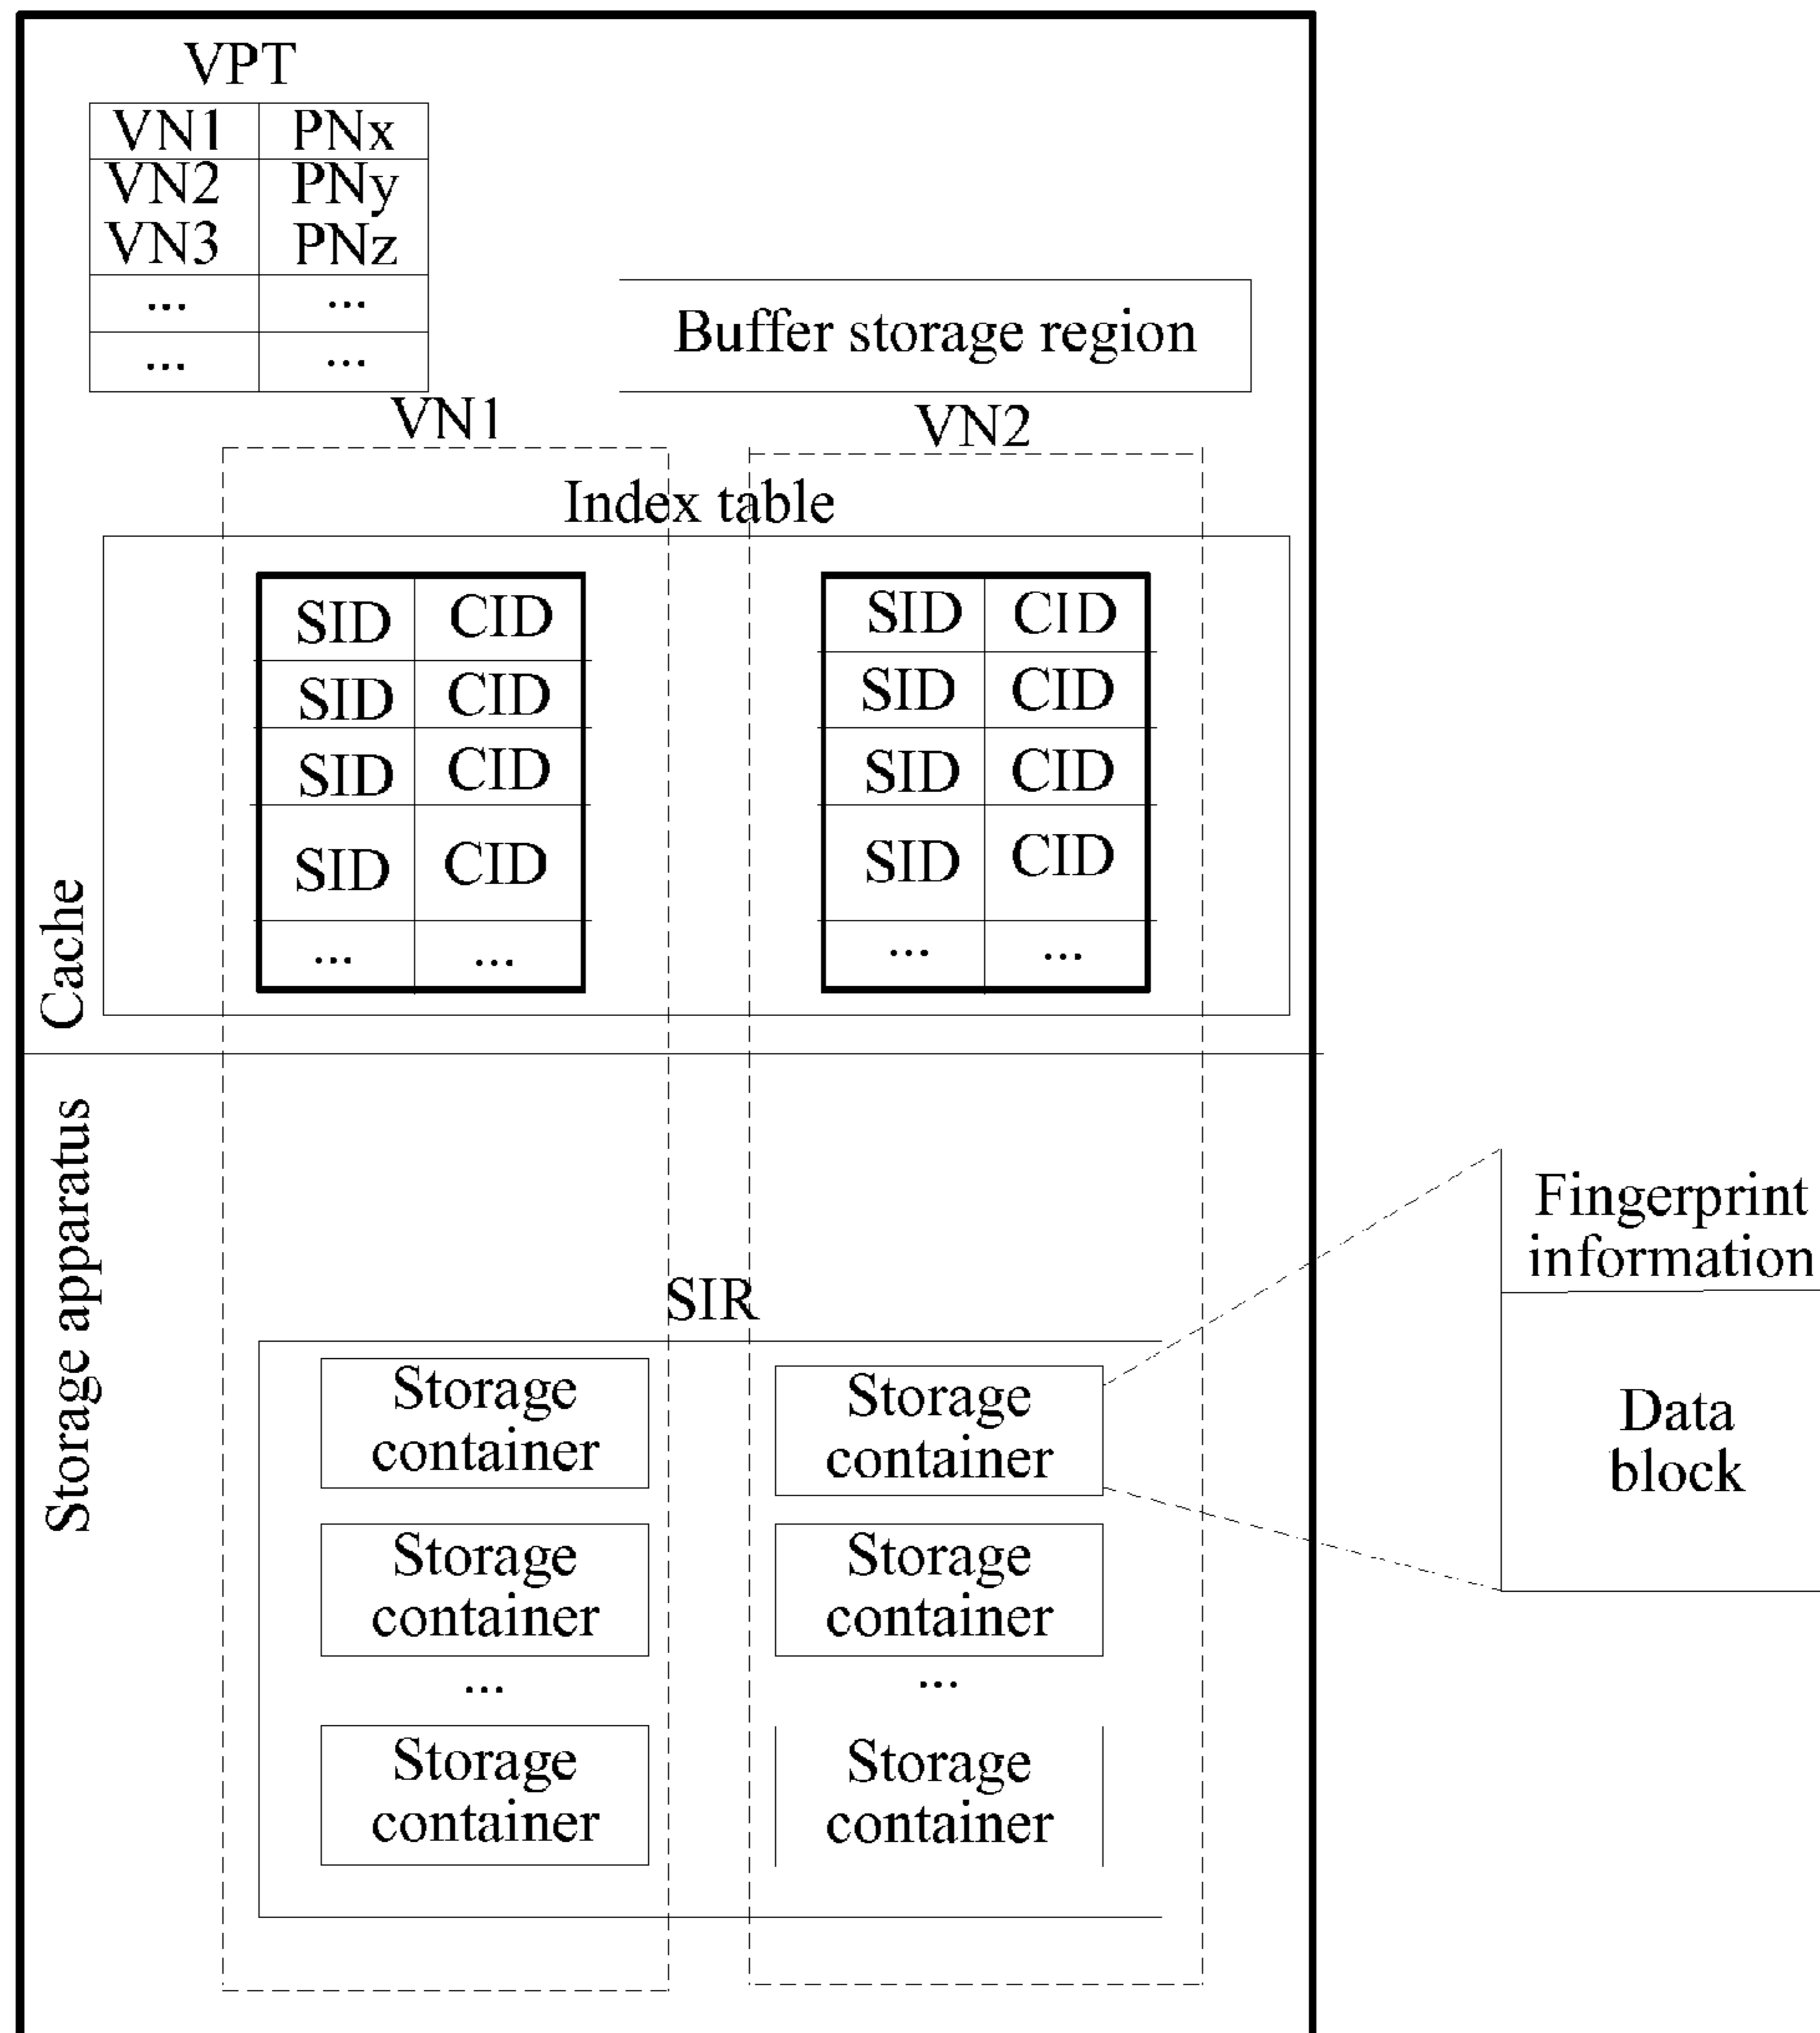 VPT
VN1 PNx
VN2 PNy
VN3 PNz
... ...
... ...
Buffer storage region
VN1 VN2
Index table
SID CID SID CID
SID CID SID CID
SID CID SID CID
SID CID SID CID
... ... ... ...
Cache
Storage apparatus
SIR
Storage
container
Storage
container
Storage
container
Storage
container
... ...
Storage
container
Storage
container
Fingerprint
information
Data
block